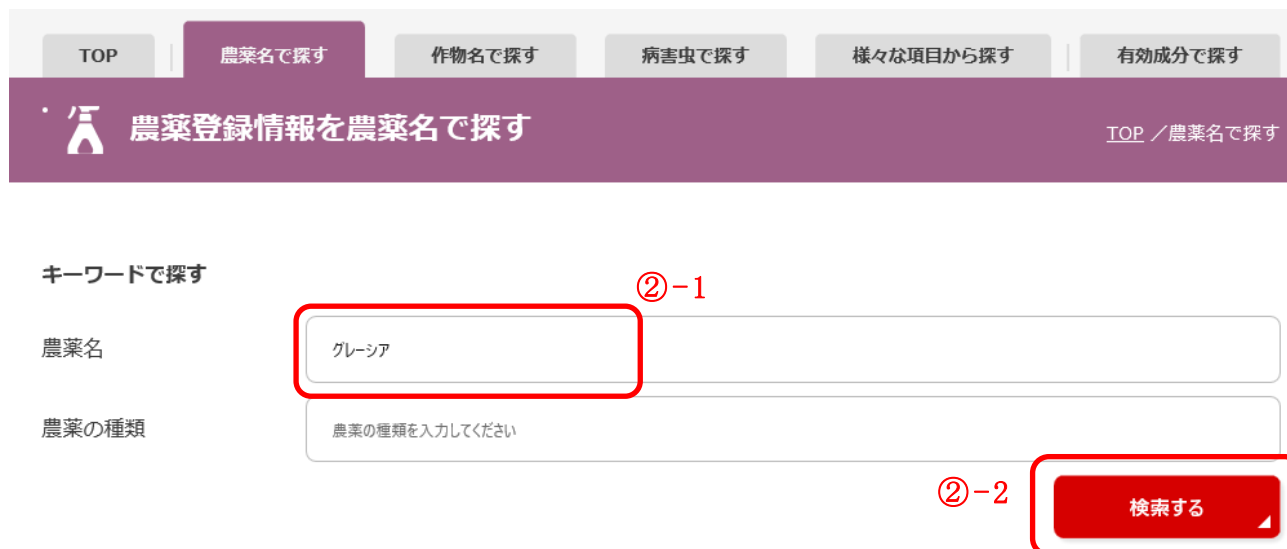 TOP 農薬名で探す 作物名で探す 病害虫で探す 様々な項目から探す 有効成分で探す
農薬登録情報を農薬名で探す
TOP ／農薬名で探す
キーワードで探す
②-1
農薬名
グレーシア
農薬の種類
農薬の種類を入力してください
②-2
検索する